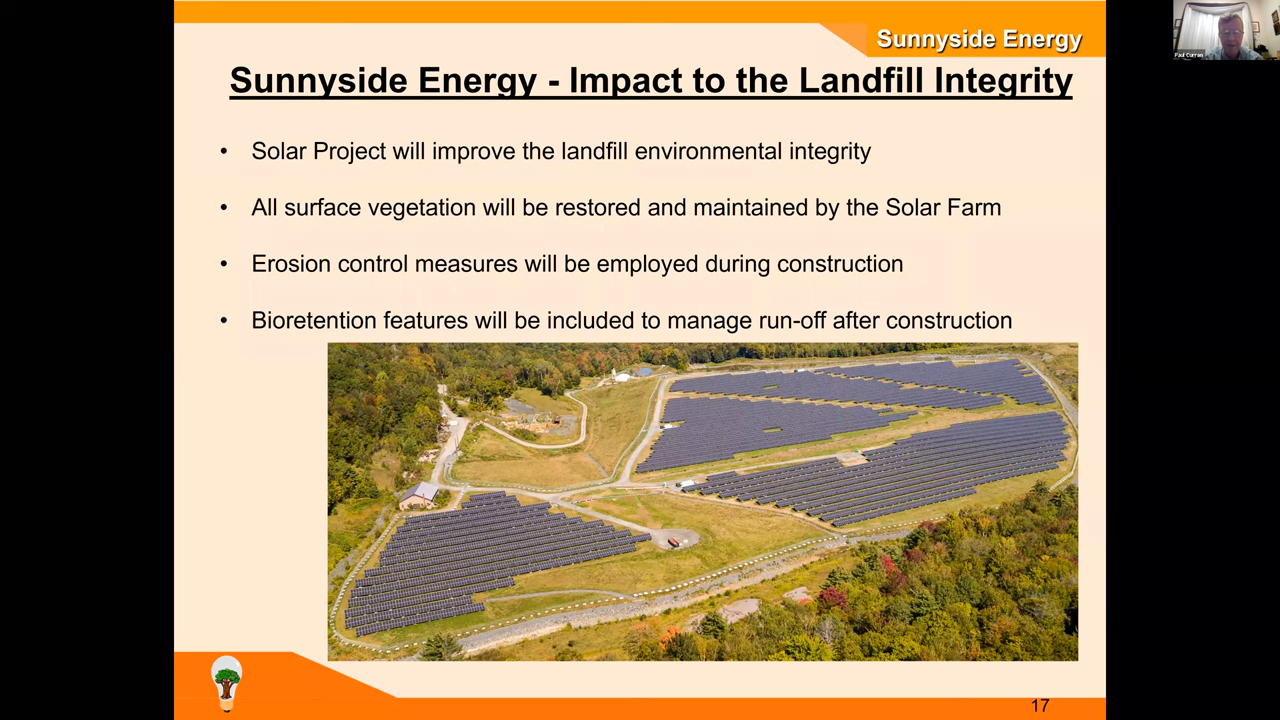 Sunnyside Energy
Paul Curran
Sunnyside Energy - Impact to the Landfill Integrity
• Solar Project will improve the landfill environmental integrity
• All surface vegetation will be restored and maintained by the Solar Farm
• Erosion control measures will be employed during construction
• Bioretention features will be included to manage run-off after construction
17